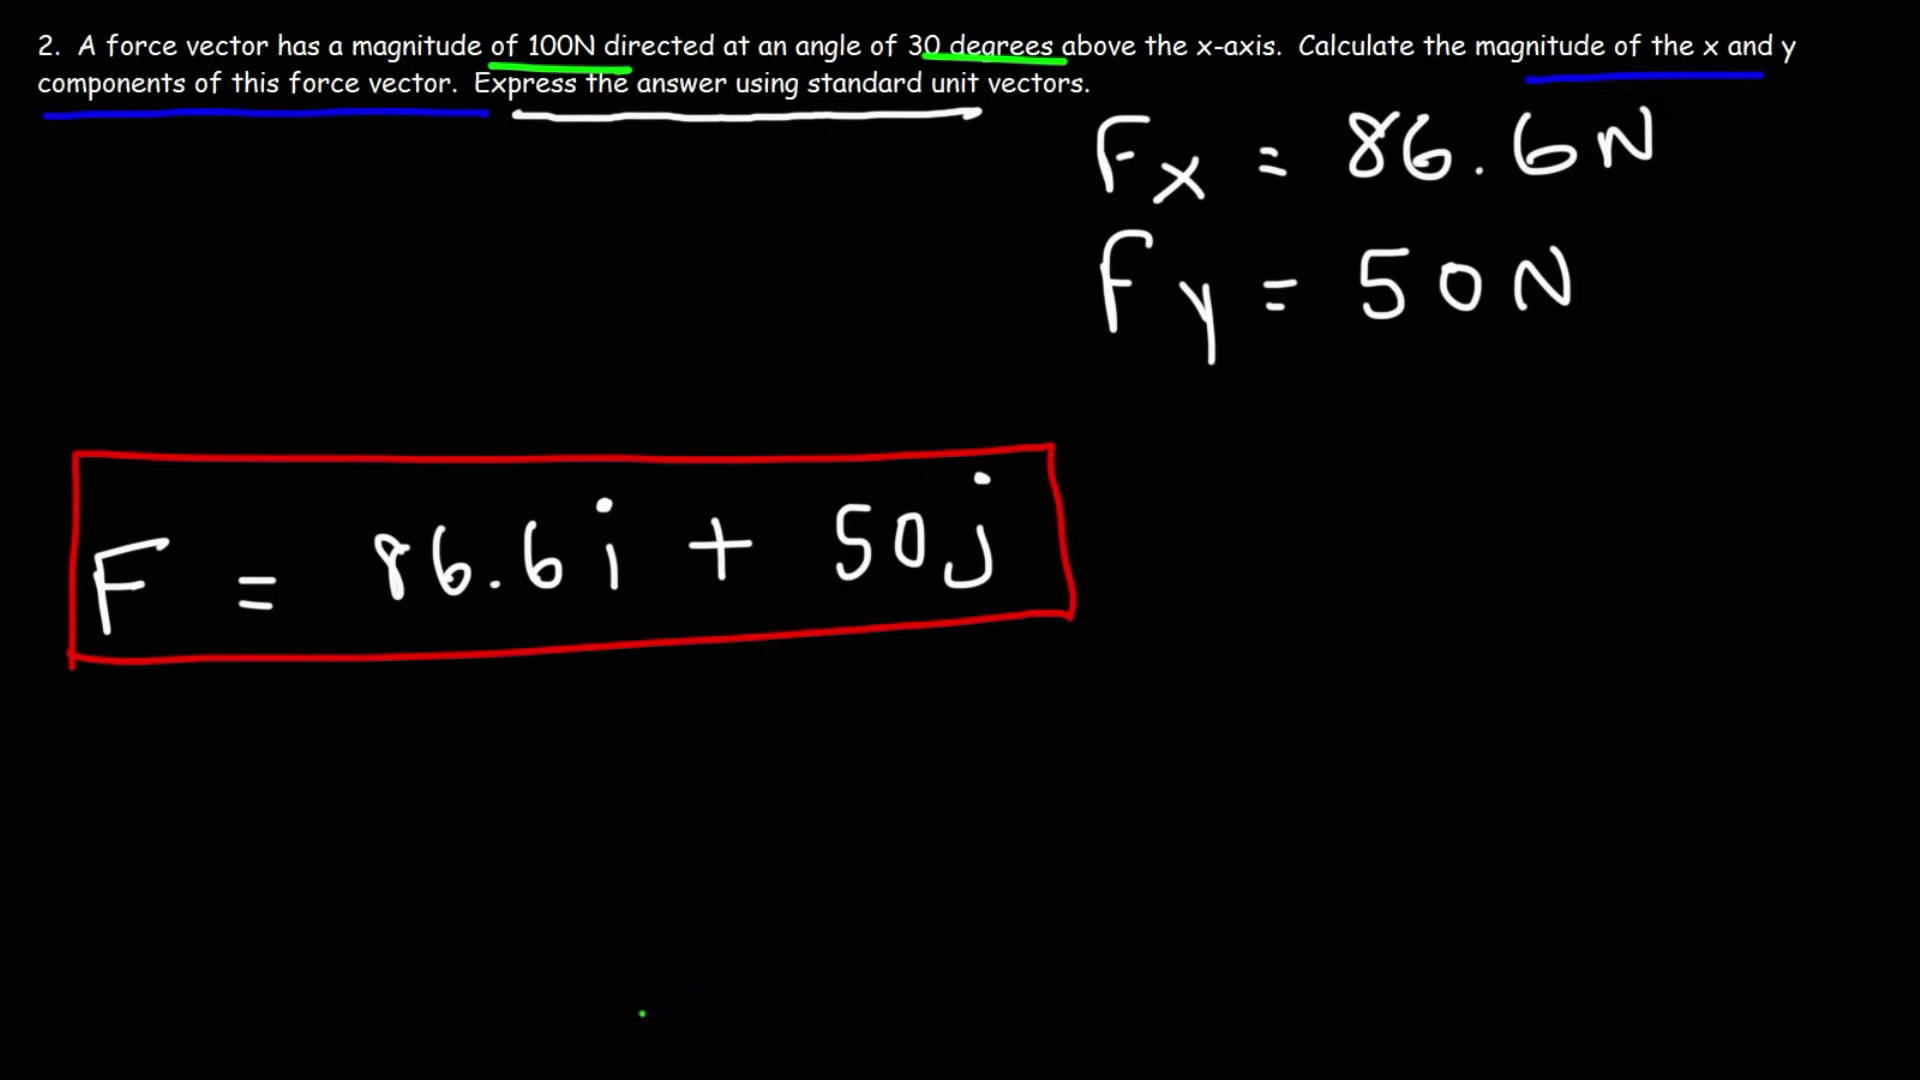 2. A force vector has a magnitude of 100N directed at an angle of 30 degrees above the x-axis. Calculate the magnitude of the x and y
components of this force vector. Express the answer using standard unit vectors.
Fx = 86.6N
Fy = 50N
F = 86.6i + 50j